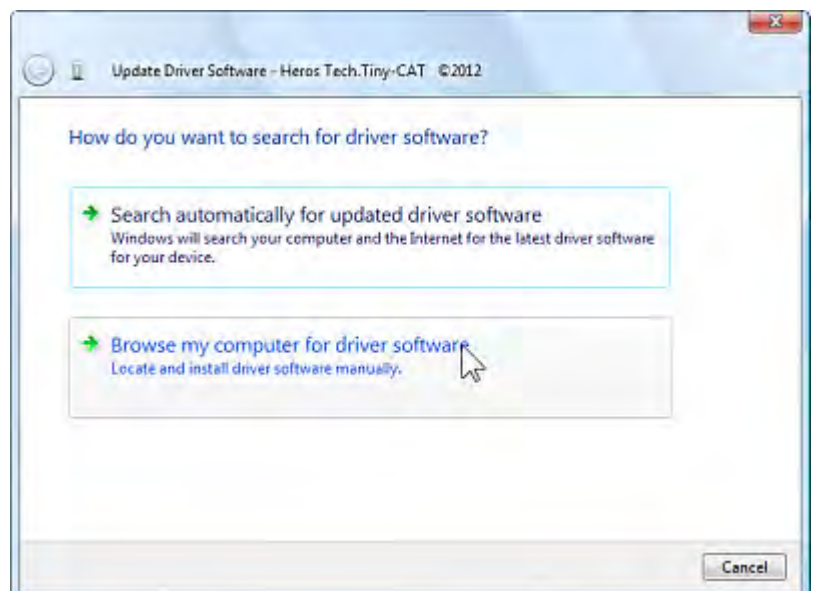 Update Driver Software - Heros Tech.Tiny-CAT ©2012
How do you want to search for driver software?
Search automatically for updated driver software
Windows will search your computer and the Internet for the latest driver software
for your device.
Browse my computer for driver software
Locate and install driver software manually.
Cancel